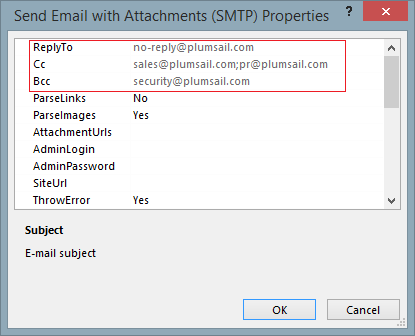 Send Email with Attachments (SMTP) Properties ? ×
ReplyTo no-reply@plumsail.com
Cc sales@plumsail.com;pr@plumsail.com
Bcc security@plumsail.com
ParseLinks No
ParseImages Yes
AttachmentUrls
AdminLogin
AdminPassword
SiteUrl
ThrowError Yes
Subject
E-mail subject
OK Cancel